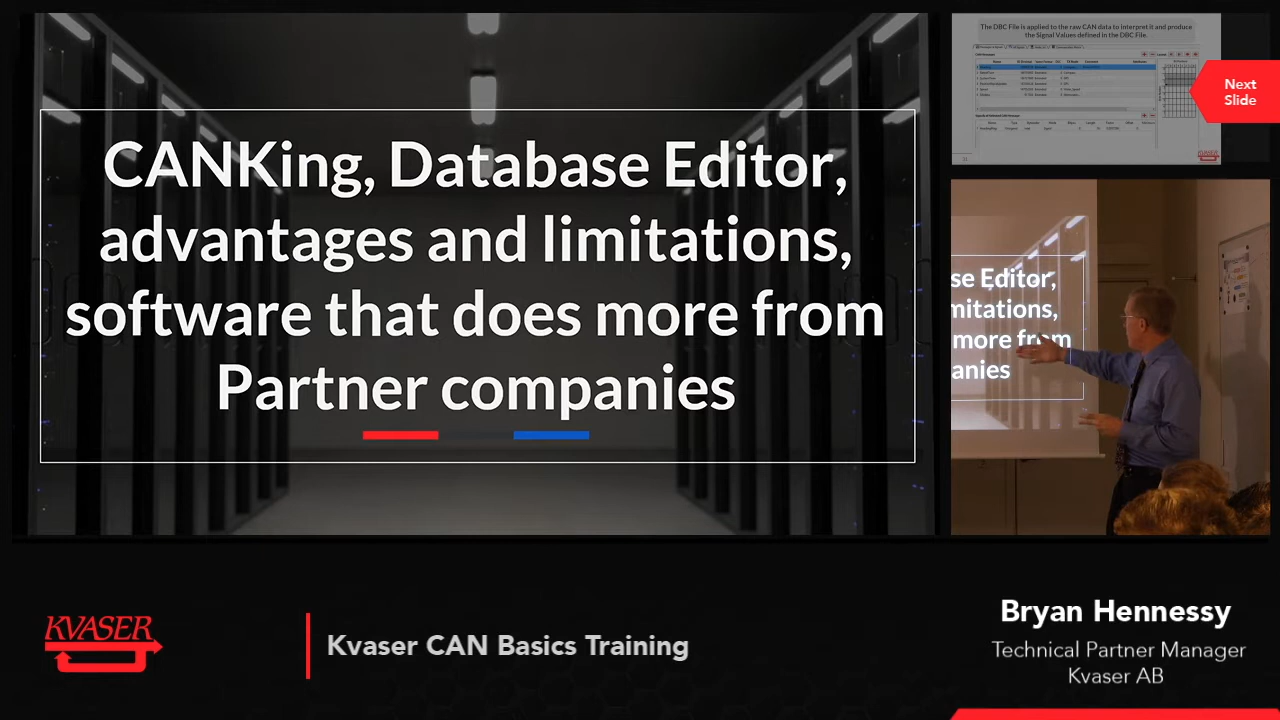 CANKing, Database Editor,
advantages and limitations,
software that does more from
Partner companies
The DBC File is applied to the raw CAN data to interpret it and produce
the Signal Values defined in the DBC File.
Next
Slide
se Editor,
mitations,
more from
anies
KVASER
Kvaser CAN Basics Training
Bryan Hennessy
Technical Partner Manager
Kvaser AB